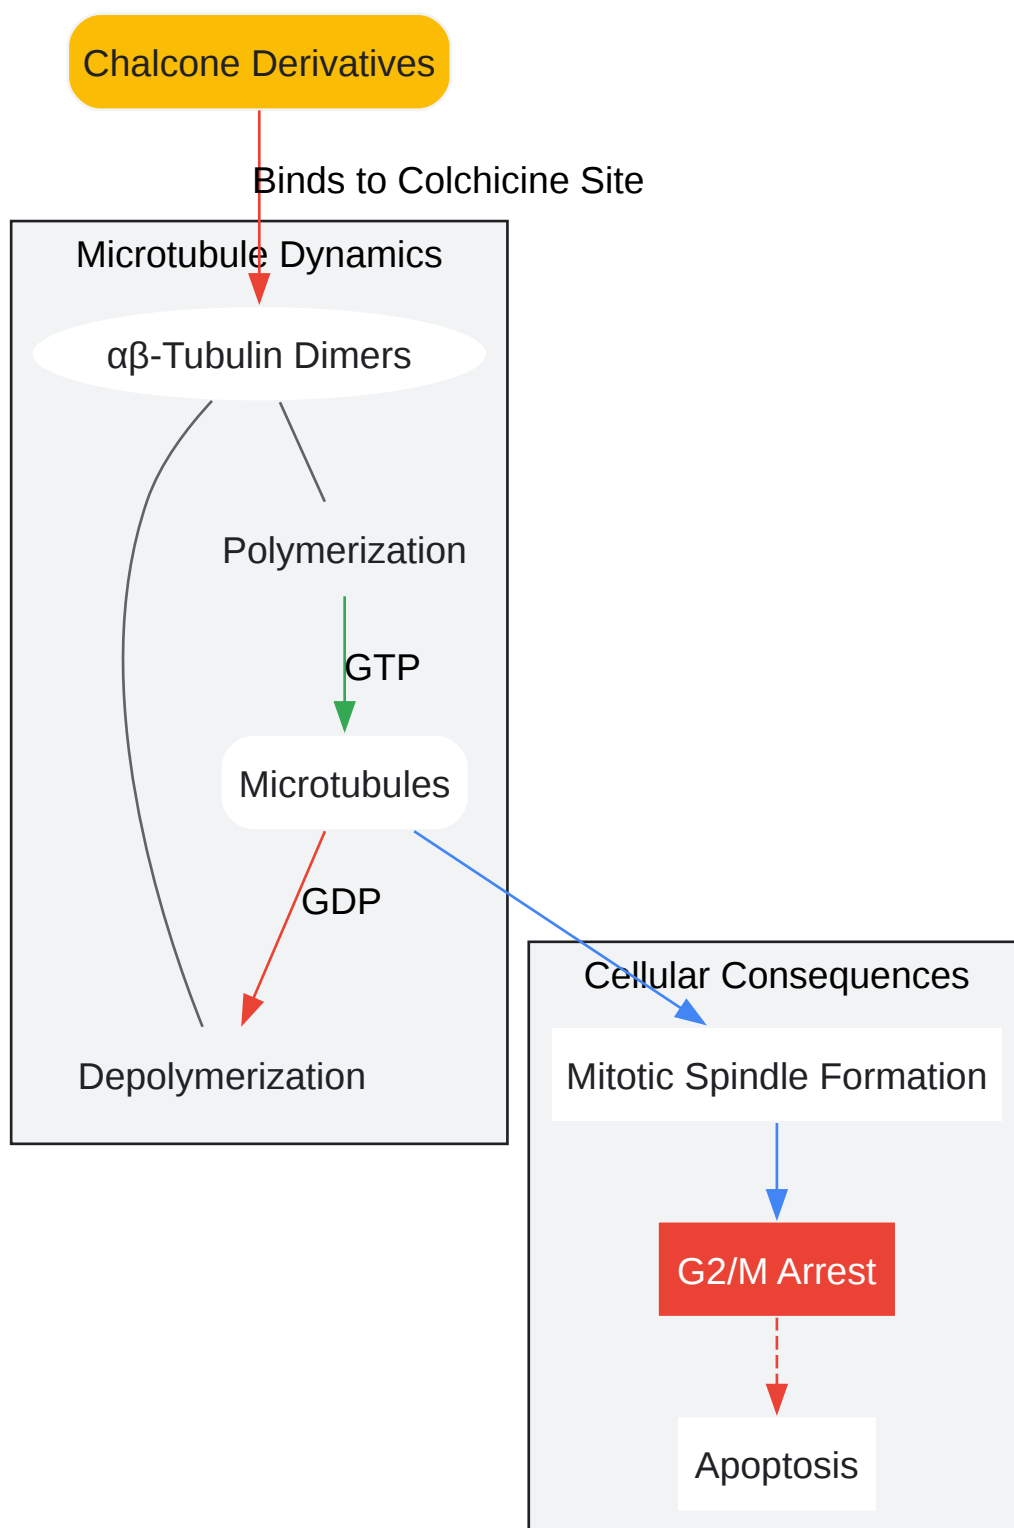 Chalcone Derivatives
Binds to Colchicine Site
Microtubule Dynamics
αβ-Tubulin Dimers
Polymerization
GTP
Microtubules
GDP
Depolymerization
Cellular Consequences
Mitotic Spindle Formation
G2/M Arrest
Apoptosis